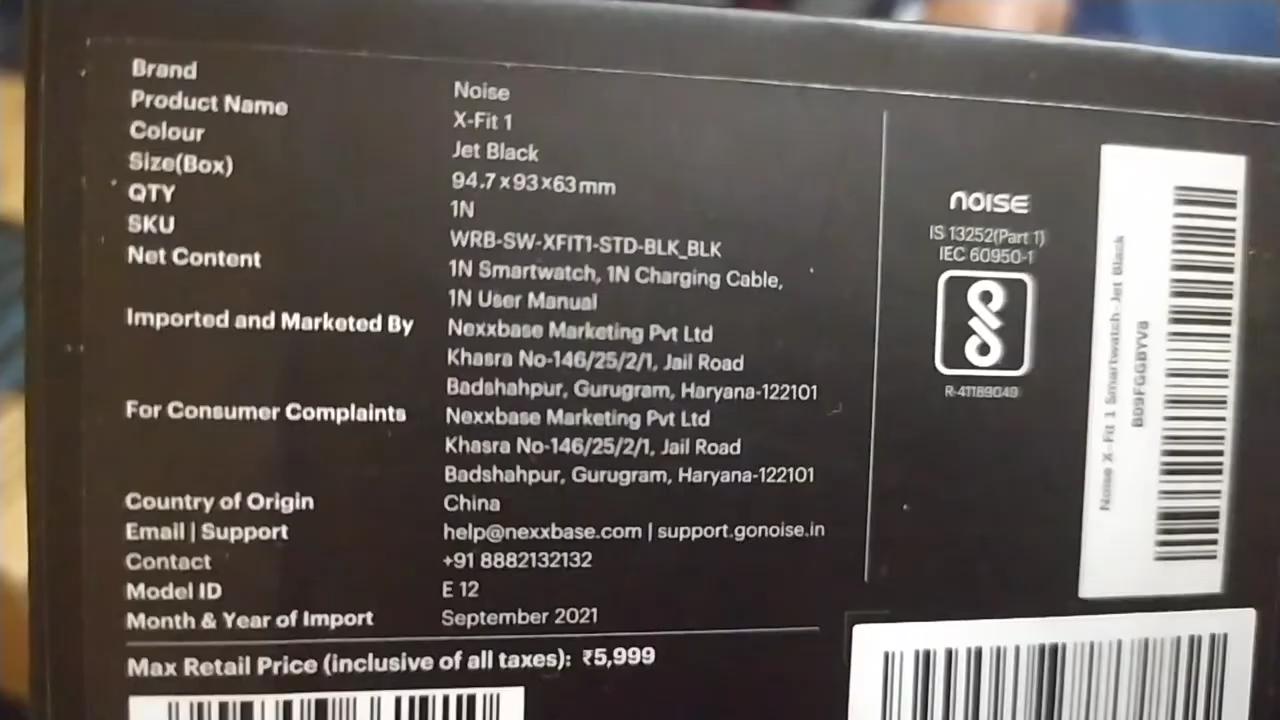 Brand Noise
Product Name X-Fit 1
Colour Jet Black
Size(Box) 94.7x93x63mm
QTY 1N
SKU WRB-SW-XFIT1-STD-BLK_BLK
Net Content 1N Smartwatch, 1N Charging Cable,
1N User Manual
Imported and Marketed By Nexxbase Marketing Pvt Ltd
Khasra No-146/25/2/1, Jail Road
Badshahpur, Gurugram, Haryana-122101
For Consumer Complaints Nexxbase Marketing Pvt Ltd
Khasra No-146/25/2/1, Jail Road
Badshahpur, Gurugram, Haryana-122101
Country of Origin China
Email | Support help@nexxbase.com | support.gonoise.in
Contact +91 8882132132
Model ID E 12
Month & Year of Import September 2021
Max Retail Price (inclusive of all taxes): ₹5,999
noise
IS 13252(Part 1)
IEC 60950-1
R-41189049
Noise X-Fit 1 Smartwatch-Jet Black
B09FGGBYVB